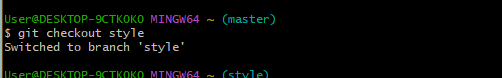 User@DESKTOP-9CTKOKO MINGW64 ~ (master)
$ git checkout style
Switched to branch 'style'
User@DESKTOP-9CTKOKO MINGW64 ~ (style)